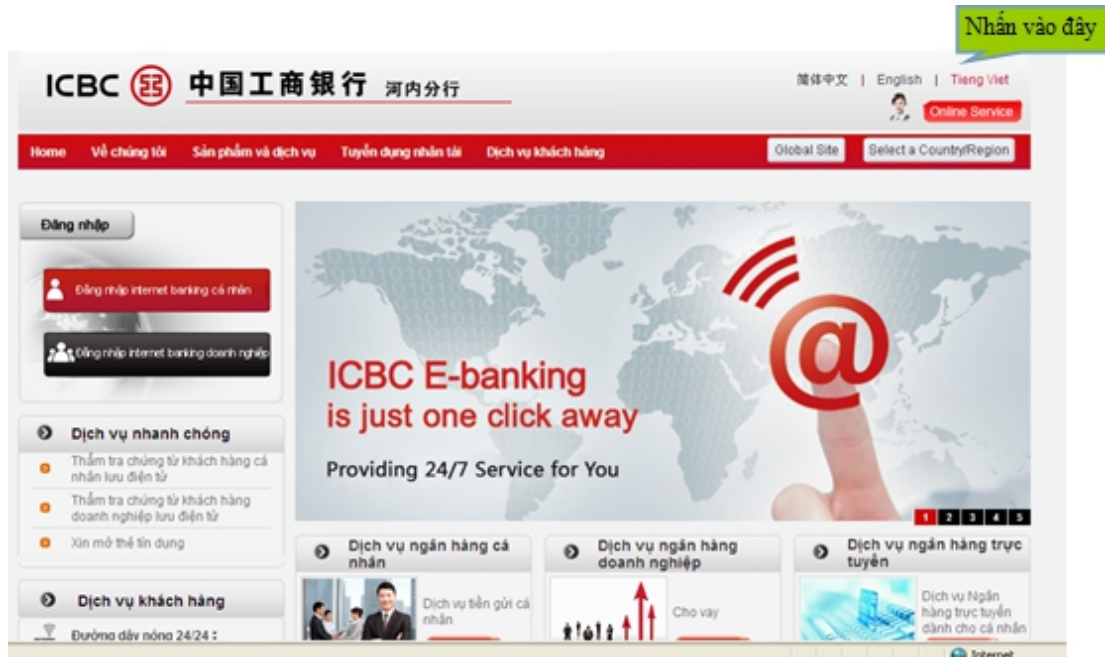 Nhấn vào đây
ICBC 中国工商银行 河内分行
简体中文 | English | Tieng Viet
Online Service
Home Về chúng tôi Sản phẩm và dịch vụ Tuyển dụng nhân tài Dịch vụ khách hàng Global Site Select a Country/Region
Đăng nhập
Đăng nhập internet banking cá nhân
Đăng nhập internet banking doanh nghiệp
ICBC E-banking
is just one click away
Providing 24/7 Service for You
1 2 3 4 5
Dịch vụ nhanh chóng
Thẩm tra chứng từ khách hàng cá
nhân lưu điện tử
Thẩm tra chứng từ khách hàng
doanh nghiệp lưu điện tử
Xin mở thẻ tín dụng
Dịch vụ khách hàng
Đường dây nóng 24/24 :
Dịch vụ ngân hàng cá
nhân
Dịch vụ tiền gửi cá
nhân
Dịch vụ ngân hàng
doanh nghiệp
Cho vay
Dịch vụ ngân hàng trực
tuyến
Dịch vụ Ngân
hàng trực tuyến
dành cho cá nhân
Internet